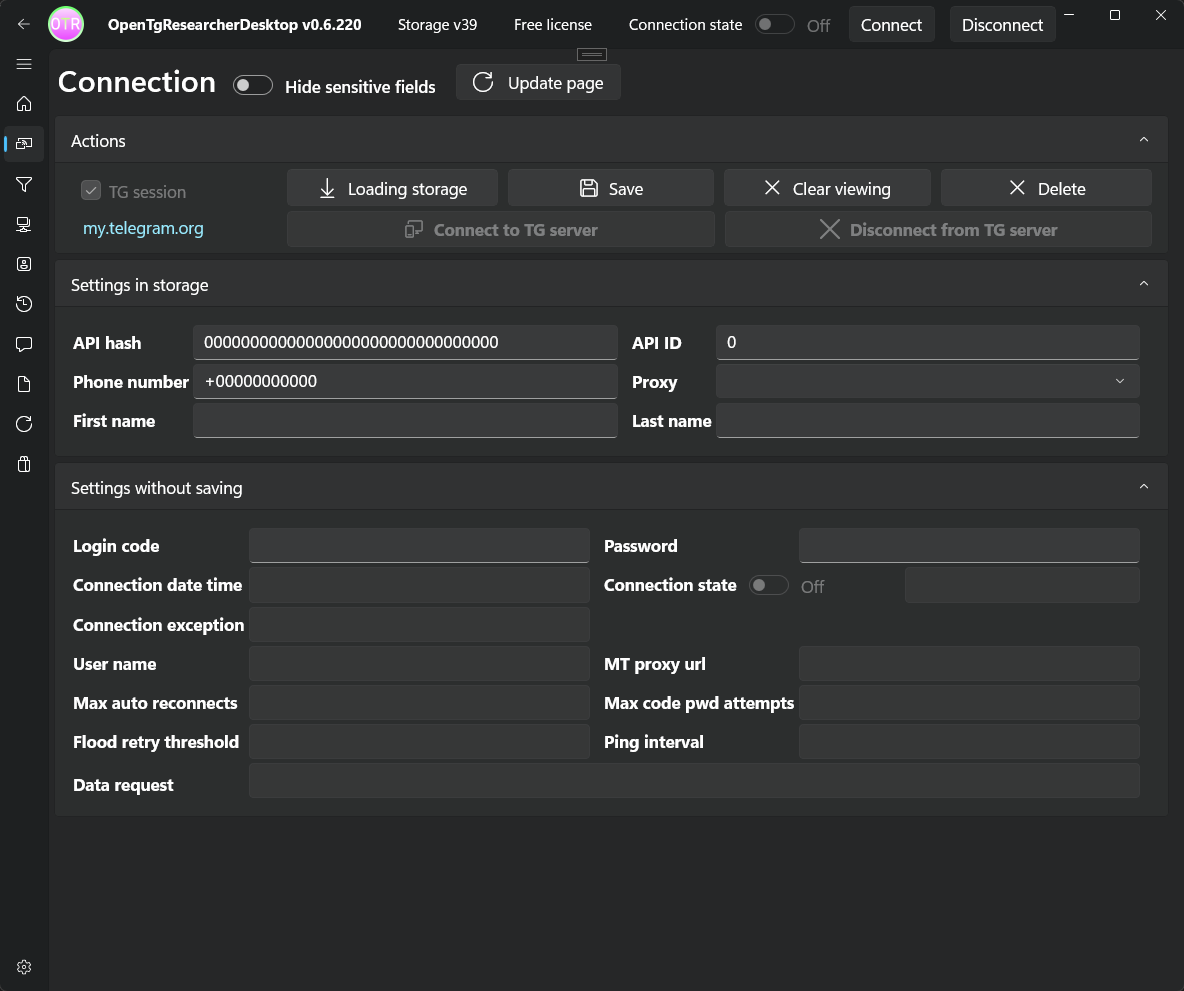 OTR OpenTgResearcherDesktop v0.6.220 Storage v39 Free license Connection state Off Connect Disconnect
Connection Hide sensitive fields Update page
Actions
TG session Loading storage Save Clear viewing Delete
my.telegram.org Connect to TG server Disconnect from TG server
Settings in storage
API hash 00000000000000000000000000000000 API ID 0
Phone number +00000000000 Proxy
First name Last name
Settings without saving
Login code Password
Connection date time Connection state Off
Connection exception
User name MT proxy url
Max auto reconnects Max code pwd attempts
Flood retry threshold Ping interval
Data request